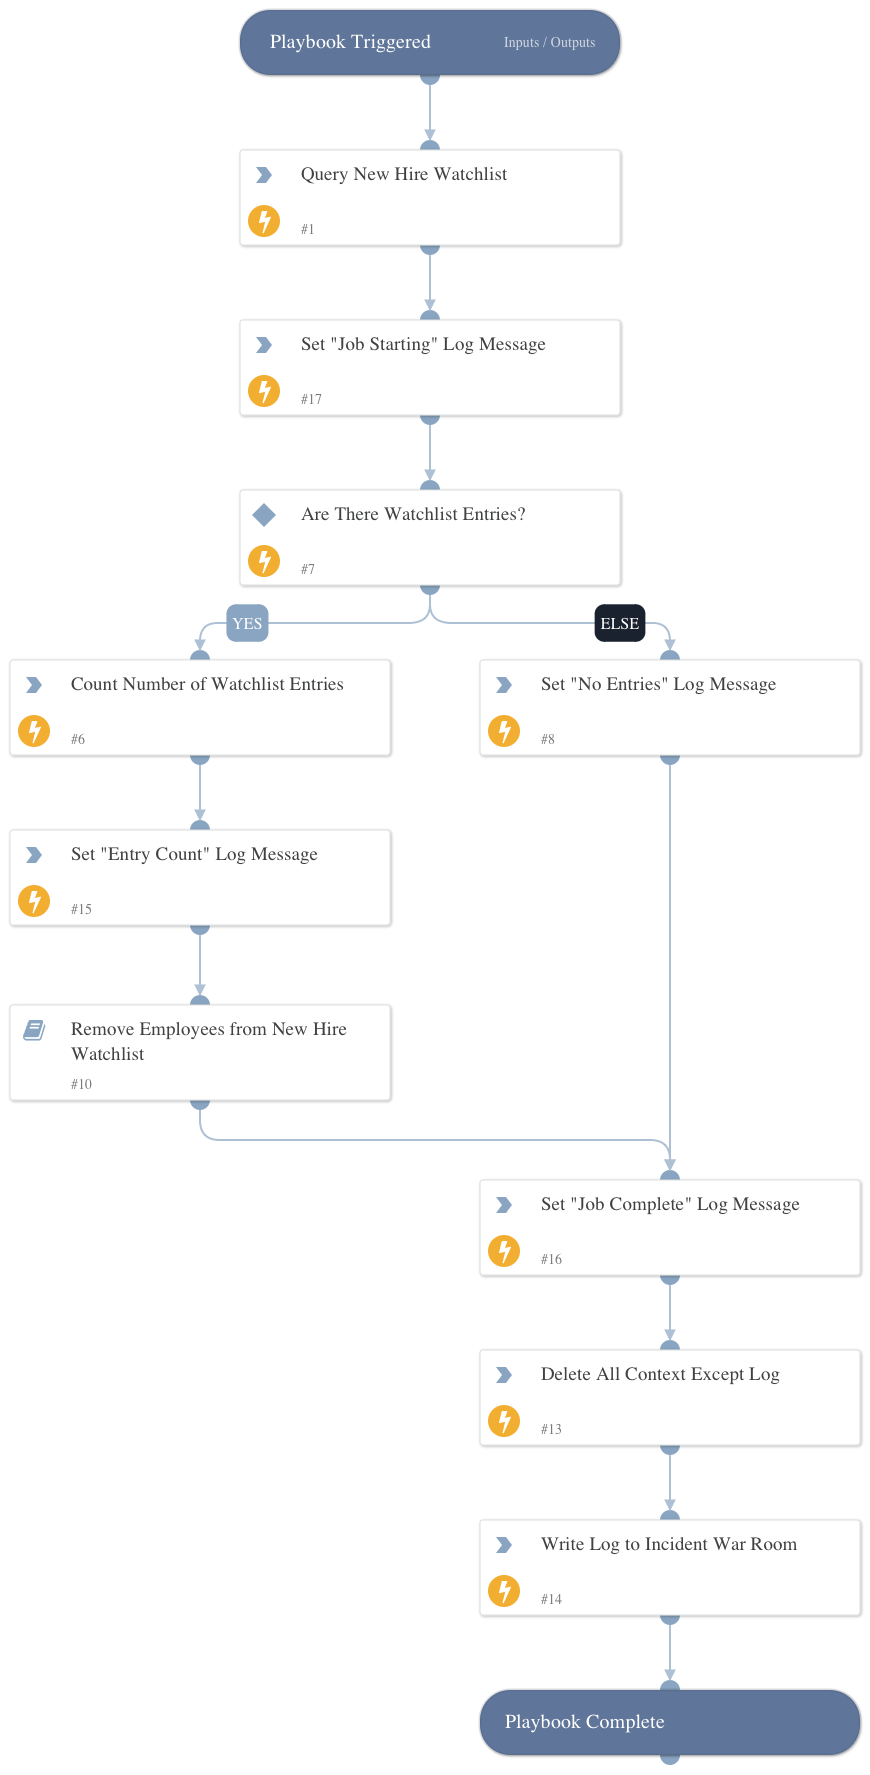 Playbook Triggered
Inputs / Outputs
Query New Hire Watchlist
#1
Set "Job Starting" Log Message
#17
Are There Watchlist Entries?
#7
YES
ELSE
Count Number of Watchlist Entries
#6
Set "No Entries" Log Message
#8
Set "Entry Count" Log Message
#15
Remove Employees from New Hire
Watchlist
#10
Set "Job Complete" Log Message
#16
Delete All Context Except Log
#13
Write Log to Incident War Room
#14
Playbook Complete